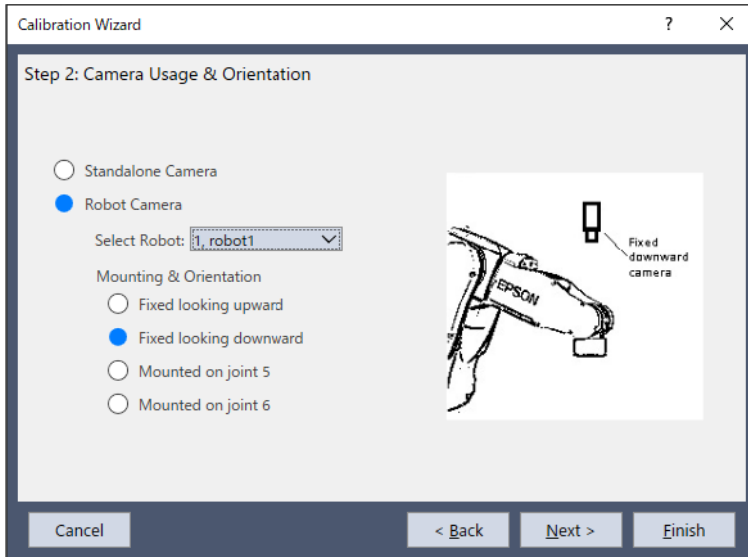 Calibration Wizard
? ×
Step 2: Camera Usage & Orientation
Standalone Camera
Robot Camera
Select Robot: 1, robot1
Mounting & Orientation
Fixed looking upward
Fixed looking downward
Mounted on joint 5
Mounted on joint 6
EPSON
Fixed
downward
camera
Cancel
< Back
Next >
Finish